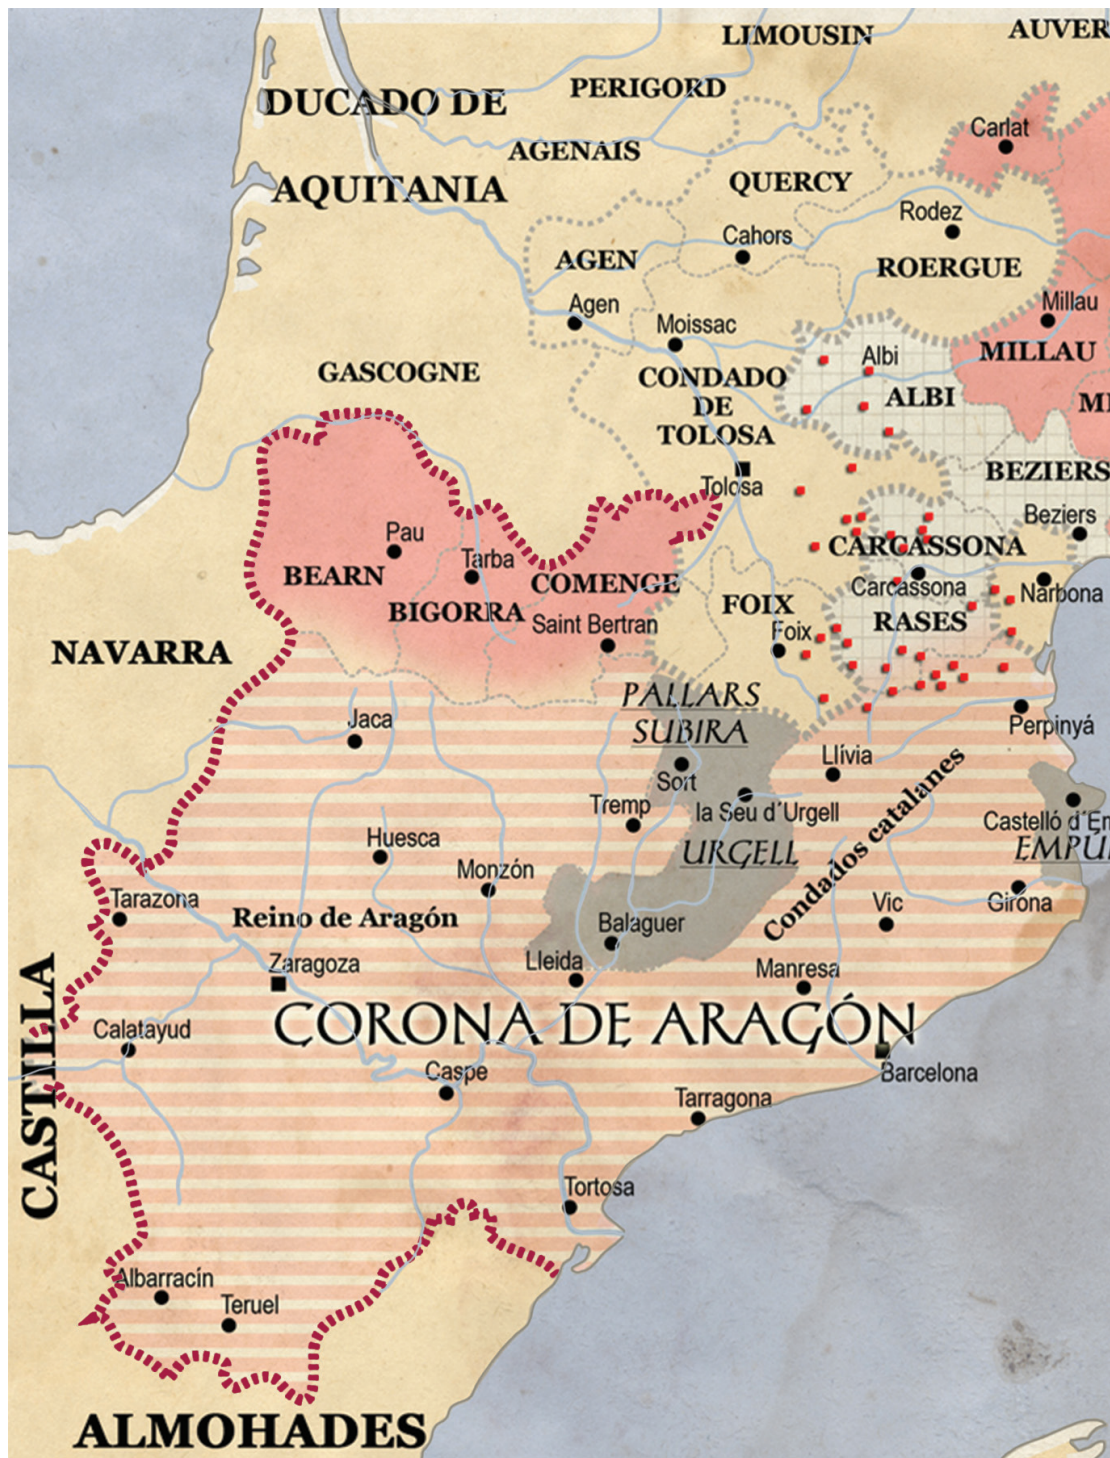 LIMOUSIN
AUVER
PERIGORD
DUCADO DE
AQUITANIA
AGENAIS
Carlat
QUERCY
Rodez
Cahors
AGEN
ROERGUE
Agen
Moissac
Millau
GASCOGNE
CONDADO
DE
TOLOSA
Albi
ALBI
MILLAU
MI
Tolosa
BEZIERS
Beziers
Pau
Tarba
BEARN
BIGORRA
COMENGE
CARCASSONA
Carcassona
Narbona
FOIX
Foix
RASES
Saint Bertran
NAVARRA
PALLARS
SUBIRA
Jaca
Sort
Llívia
Perpinyá
Tremp
la Seu d´Urgell
Castelló d´Em
EMPÚ
Huesca
URGELL
Condados catalanes
Monzón
Tarazona
Reino de Aragón
Balaguer
Vic
Girona
Zaragoza
Lleida
Manresa
CASTILLA
CORONA DE ARAGÓN
Calatayud
Caspe
Barcelona
Tarragona
Tortosa
Albarracín
Teruel
ALMOHADES